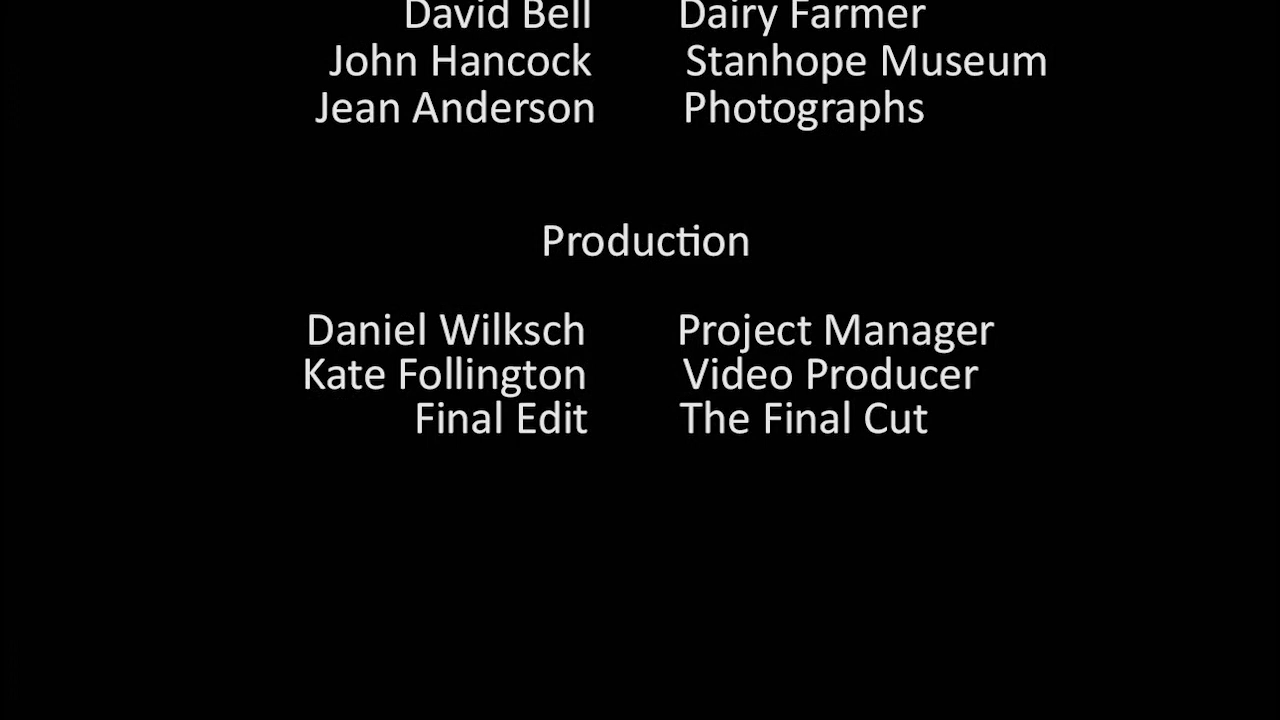 David Bell Dairy Farmer
John Hancock Stanhope Museum
Jean Anderson Photographs
Production
Daniel Wilksch Project Manager
Kate Follington Video Producer
Final Edit The Final Cut